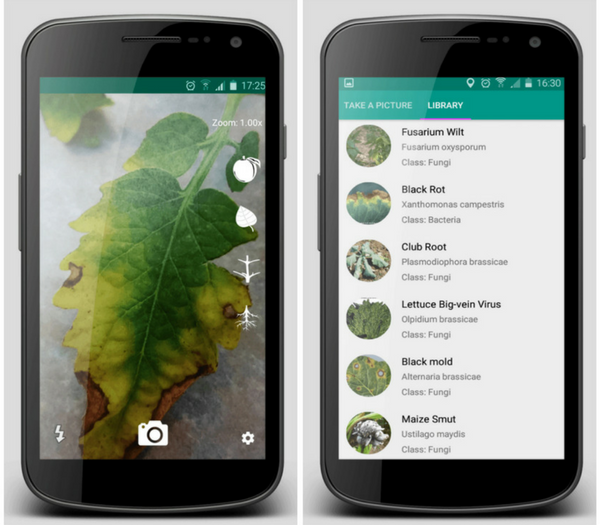 17:25
Zoom: 1.00x
16:30
TAKE A PICTURE LIBRARY
Fusarium Wilt
Fusarium oxysporum
Class: Fungi
Black Rot
Xanthomonas campestris
Class: Bacteria
Club Root
Plasmodiophora brassicae
Class: Fungi
Lettuce Big-vein Virus
Olpidium brassicae
Class: Fungi
Black mold
Alternaria brassicae
Class: Fungi
Maize Smut
Ustilago maydis
Class: Fungi